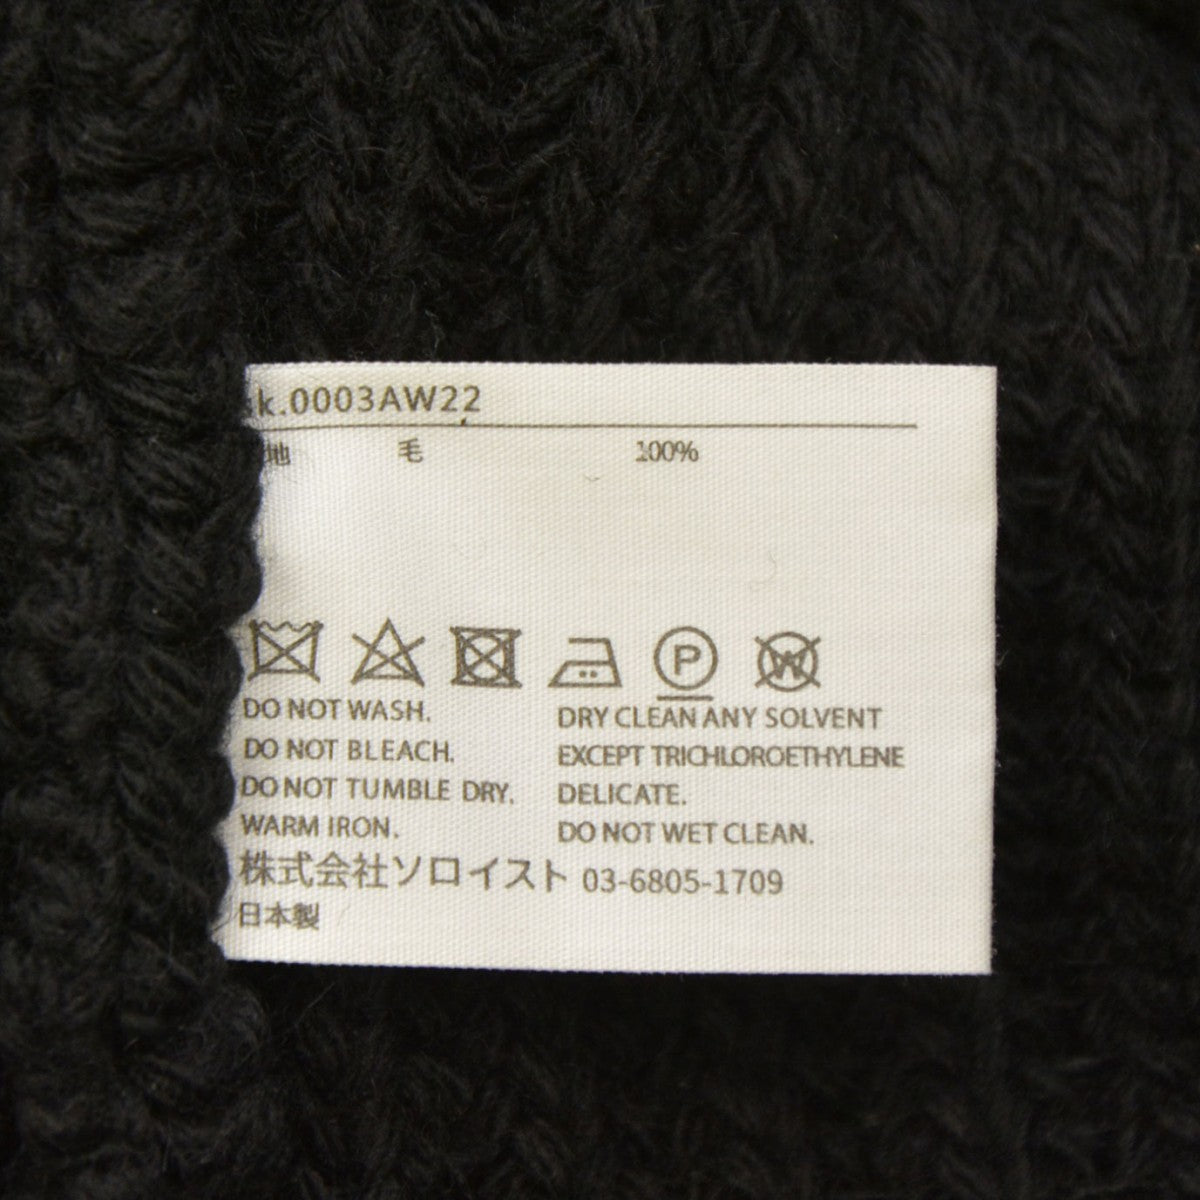 k.0003AW22
地 毛 100%
P W
DO NOT WASH.
DO NOT BLEACH.
DO NOT TUMBLE DRY.
WARM IRON.
DRY CLEAN ANY SOLVENT
EXCEPT TRICHLOROETHYLENE
DELICATE.
DO NOT WET CLEAN.
株式会社ソロイスト 03-6805-1709
日本製